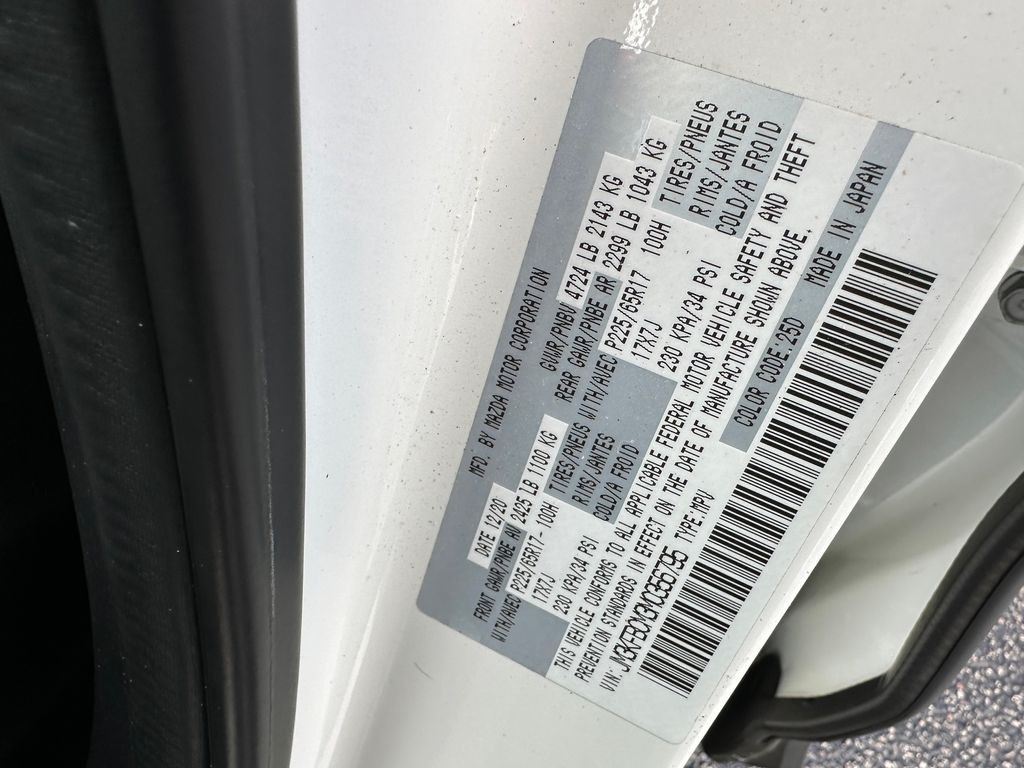 MFD. BY MAZDA MOTOR CORPORATION
DATE 12/20 GVWR/PNBV 4724 LB 2143 KG
FRONT GAWR/PNBE AV 2425 LB 1100 KG REAR GAWR/PNBE AR 2299 LB 1043 KG
WITH/AVEC P225/65R17- 100H TIRES/PNEUS WITH/AVEC P225/65R17 100H TIRES/PNEUS
17X7J RIMS/JANTES 17X7J RIMS/JANTES
230 KPA/34 PSI COLD/A FROID 230 KPA/34 PSI COLD/A FROID
THIS VEHICLE CONFORMS TO ALL APPLICABLE FEDERAL MOTOR VEHICLE SAFETY AND THEFT
PREVENTION STANDARDS IN EFFECT ON THE DATE OF MANUFACTURE SHOWN ABOVE.
VIN: JM3KFBCM3M0356795 TYPE:MPV COLOR CODE:25D MADE IN JAPAN